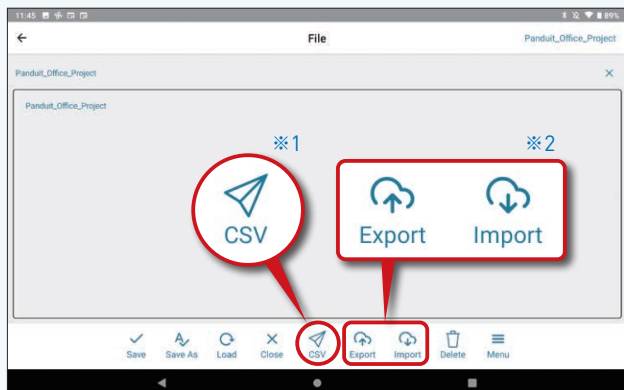 11:45 89%
File Panduit_Office_Project
Panduit_Office_Project
Panduit_Office_Project
※1 ※2
CSV Export Import
Save Save As Load Close CSV Export Import Delete Menu